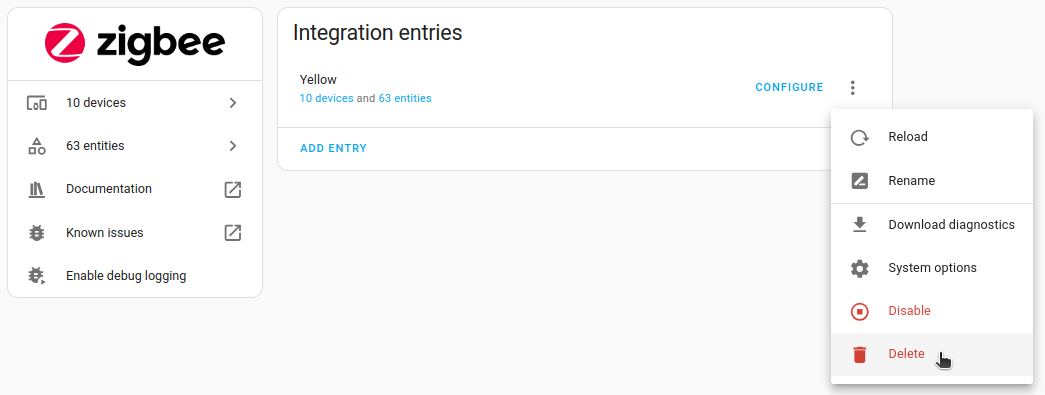 zigbee
10 devices
63 entities
Documentation
Known issues
Enable debug logging
Integration entries
Yellow
10 devices and 63 entities
CONFIGURE
ADD ENTRY
Reload
Rename
Download diagnostics
System options
Disable
Delete